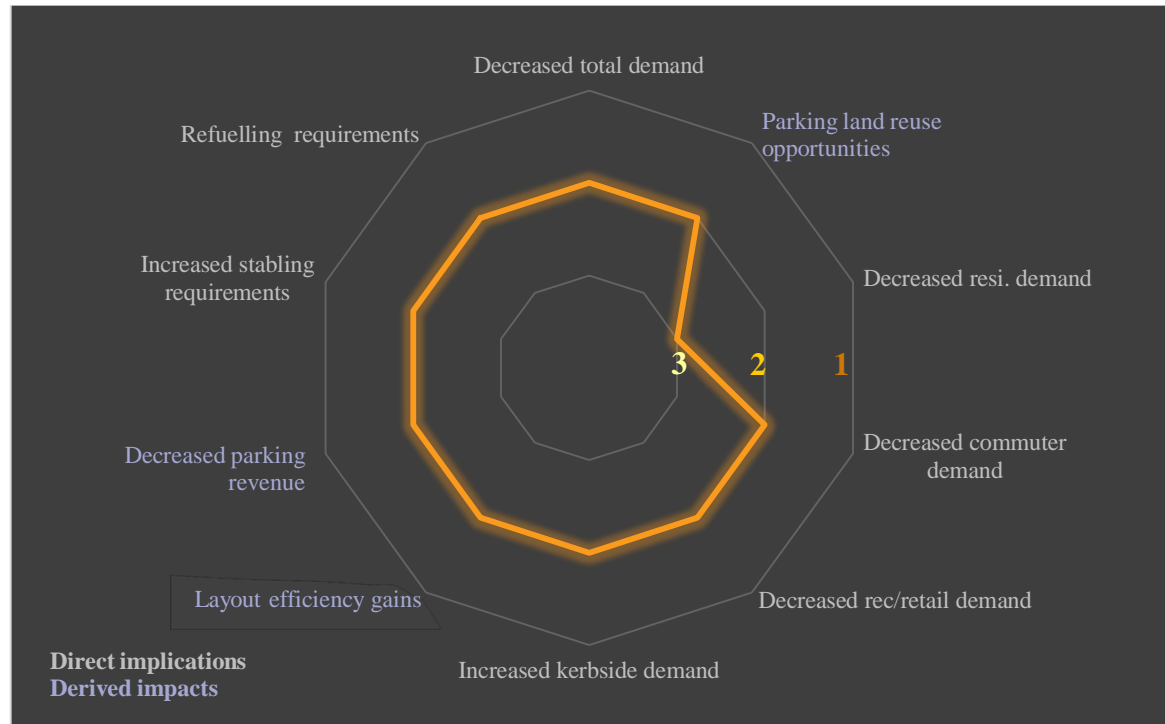 Decreased total demand
Refuelling requirements
Parking land reuse
opportunities
Increased stabling
requirements
Decreased resi. demand
3
2
1
Decreased parking
revenue
Decreased commuter
demand
Layout efficiency gains
Decreased rec/retail demand
Increased kerbside demand
Direct implications
Derived impacts